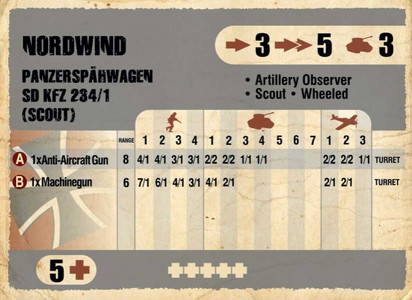 NORDWIND
3 5 3
PANZERSPÄHWAGEN
SD KFZ 234/1
(SCOUT)
• Artillery Observer
• Scout • Wheeled
RANGE 1 2 3 4 1 2 3 4 5 6 7 1 2 3
A 1xAnti-Aircraft Gun 8 4/1 4/1 3/1 3/1 2/2 2/2 3/1 1/1 2/2 2/2 1/1 TURRET
B 1x Machinegun 6 7/1 6/1 4/1 3/1 4/1 2/1 2/1 2/1 TURRET
5